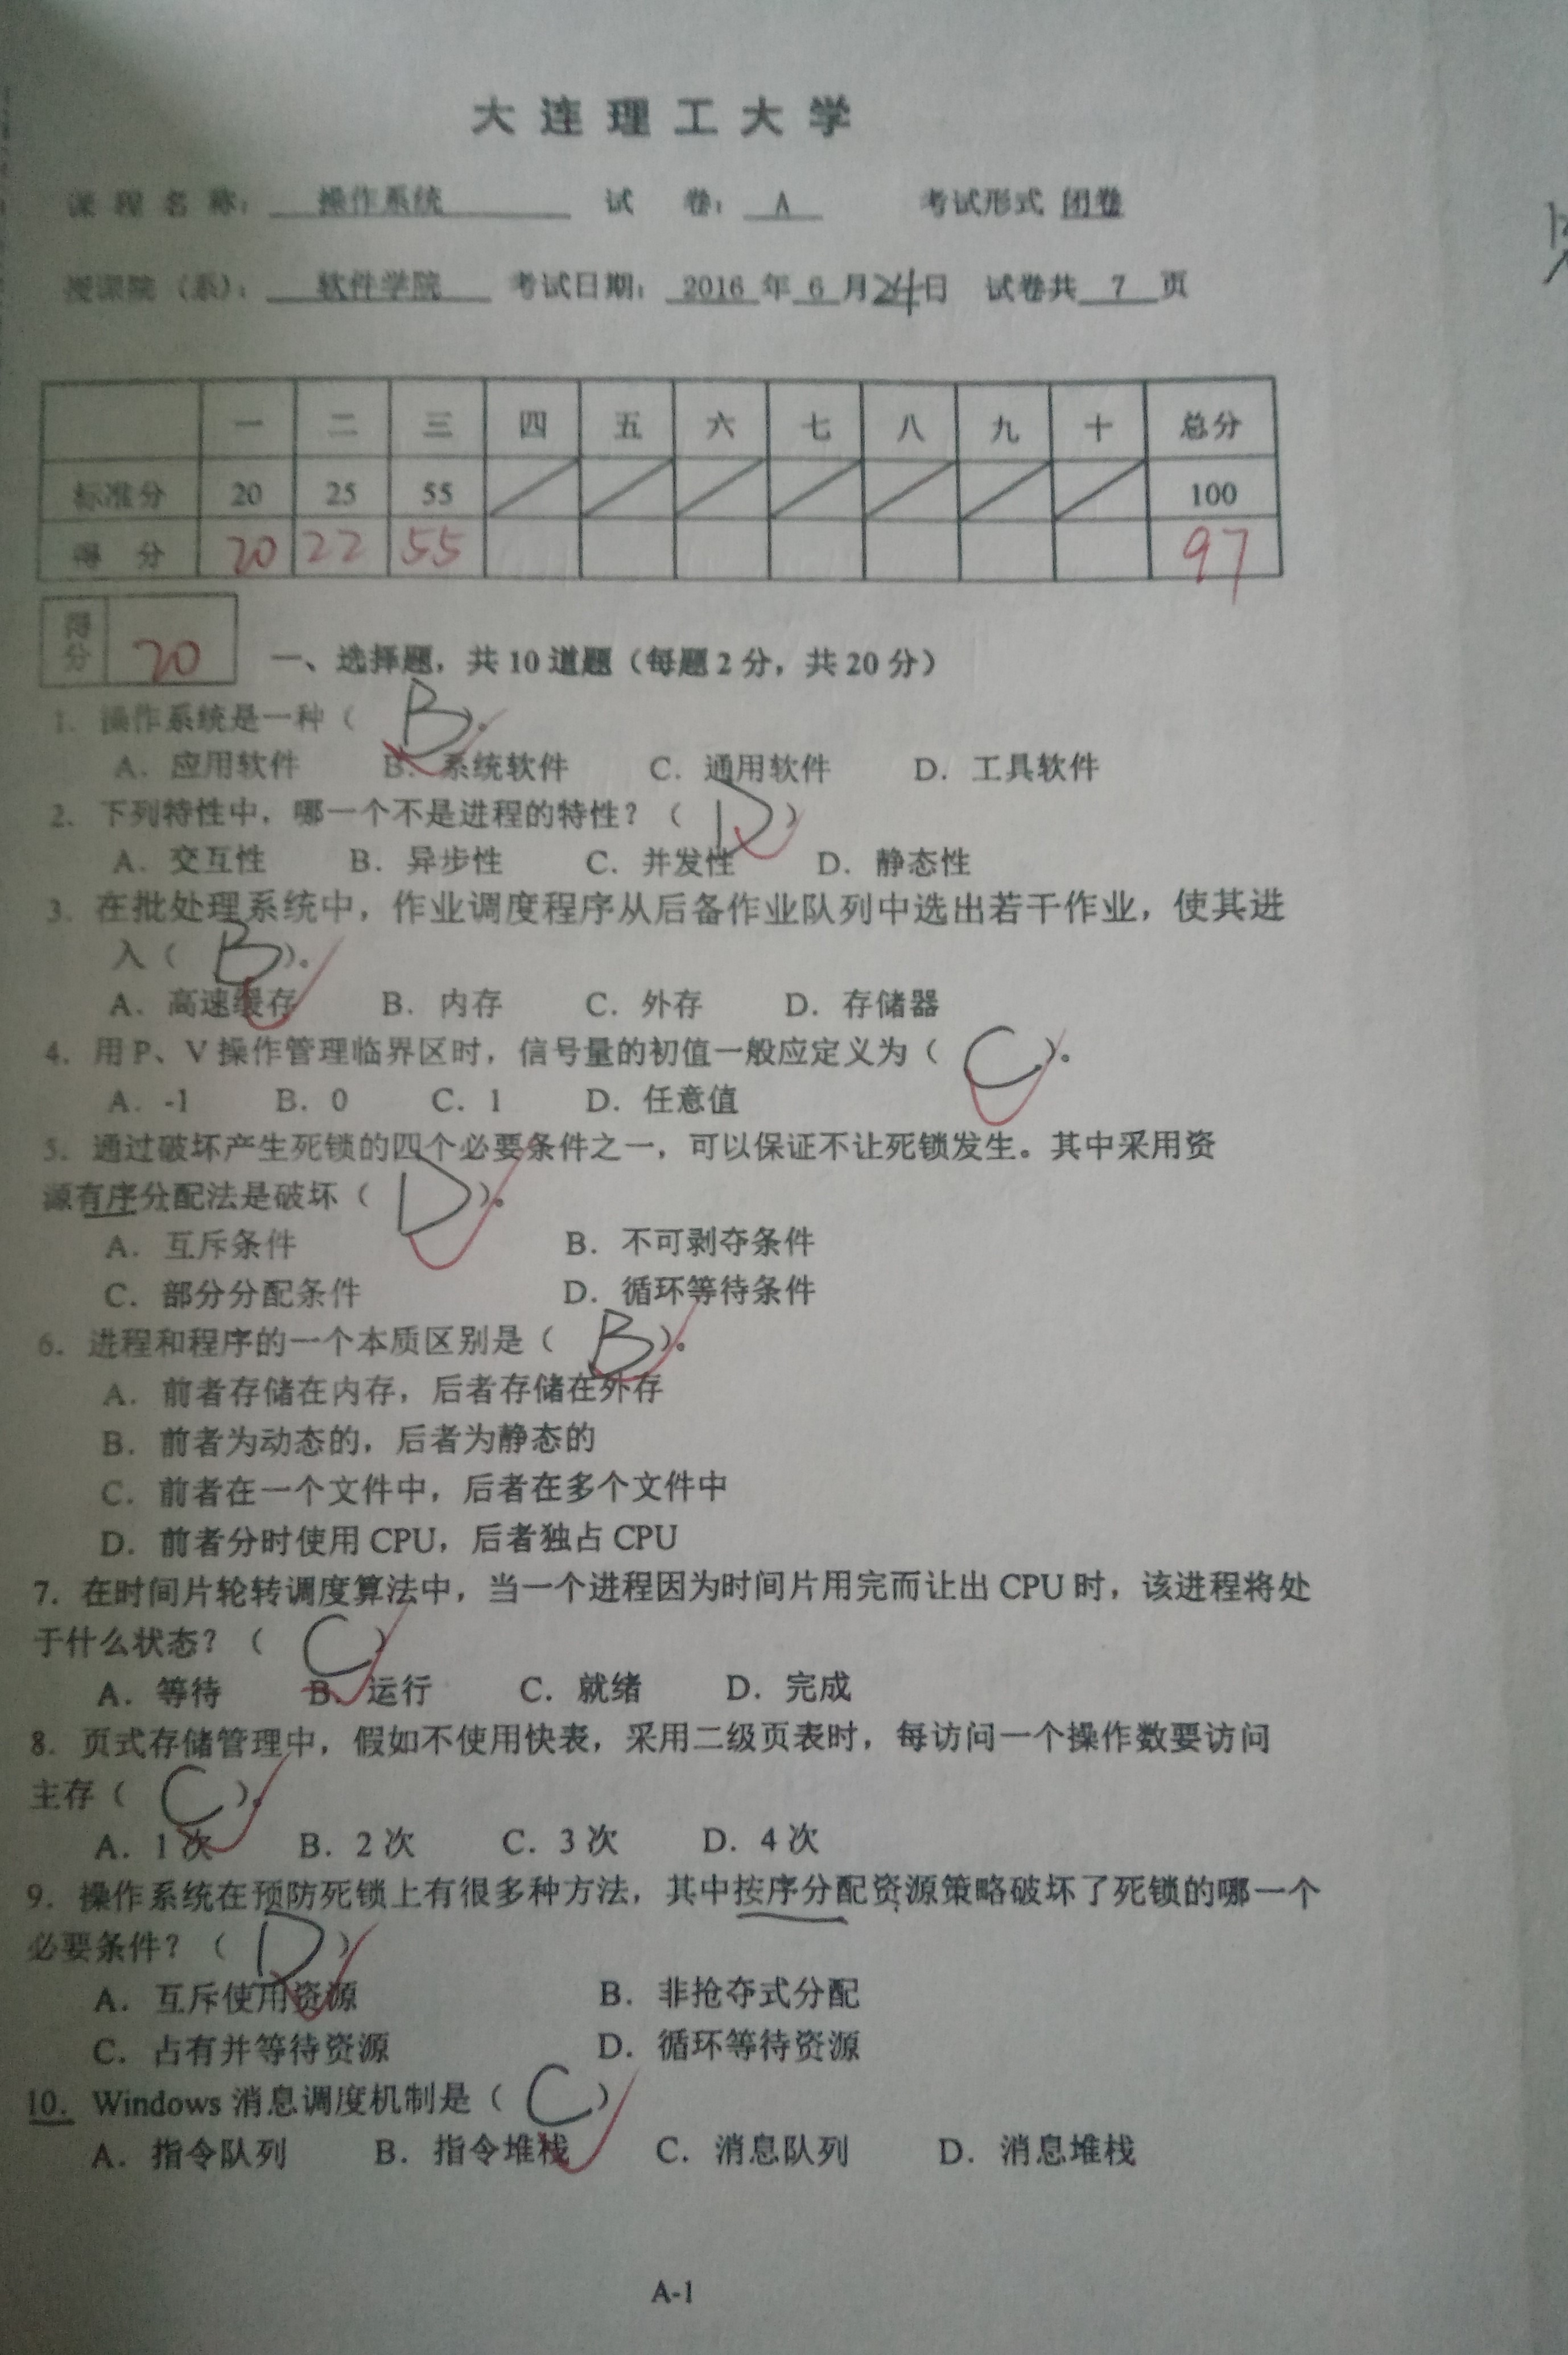 大连理工大学
课程名称: 操作系统 试 卷: A 考试形式 闭卷
授课院(系): 软件学院 考试日期: 2016 年 6 月 24 日 试卷共 7 页
一 二 三 四 五 六 七 八 九 十 总分
标准分 20 25 55 100
得 分 20 22 55 97
得分 20 一、选择题,共 10 道题(每题 2 分,共 20 分)
1. 操作系统是一种( B )。
A. 应用软件 B. 系统软件 C. 通用软件 D. 工具软件
2. 下列特性中,哪一个不是进程的特性?( D )
A. 交互性 B. 异步性 C. 并发性 D. 静态性
3. 在批处理系统中,作业调度程序从后备作业队列中选出若干作业,使其进
入( B )。
A. 高速缓存 B. 内存 C. 外存 D. 存储器
4. 用 P、V 操作管理临界区时,信号量的初值一般应定义为( C )。
A. -1 B. 0 C. 1 D. 任意值
5. 通过破坏产生死锁的四个必要条件之一,可以保证不让死锁发生。其中采用资
源有序分配法是破坏( D )。
A. 互斥条件 B. 不可剥夺条件
C. 部分分配条件 D. 循环等待条件
6. 进程和程序的一个本质区别是( B )。
A. 前者存储在内存,后者存储在外存
B. 前者为动态的,后者为静态的
C. 前者在一个文件中,后者在多个文件中
D. 前者分时使用 CPU,后者独占 CPU
7. 在时间片轮转调度算法中,当一个进程因为时间片用完而让出 CPU 时,该进程将处
于什么状态?( C )
A. 等待 B. 运行 C. 就绪 D. 完成
8. 页式存储管理中,假如不使用快表,采用二级页表时,每访问一个操作数要访问
主存( C )。
A. 1 次 B. 2 次 C. 3 次 D. 4 次
9. 操作系统在预防死锁上有很多种方法,其中按序分配资源策略破坏了死锁的哪一个
必要条件?( D )
A. 互斥使用资源 B. 非抢夺式分配
C. 占有并等待资源 D. 循环等待资源
10. Windows 消息调度机制是( C )
A. 指令队列 B. 指令堆栈 C. 消息队列 D. 消息堆栈
A-1